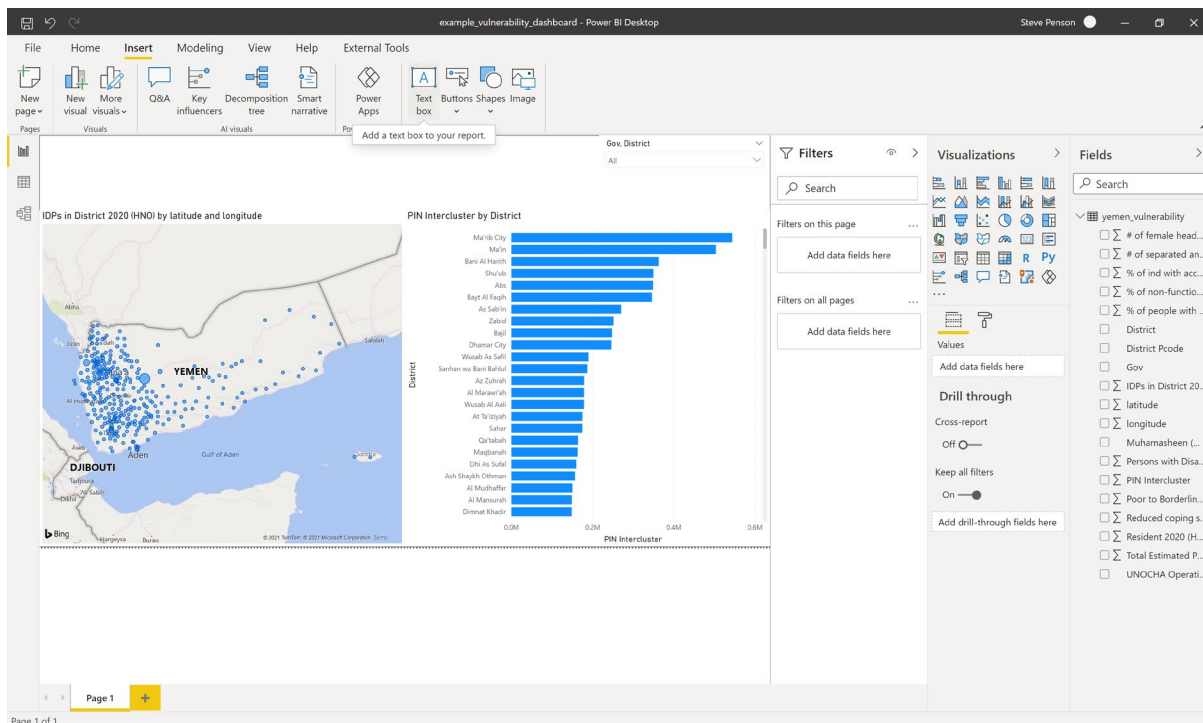 example_vulnerability_dashboard - Power BI Desktop
Steve Penson
File Home Insert Modeling View Help External Tools
New page
New visual
More visuals
Q&A
Key influencers
Decomposition tree
Smart narrative
Power Apps
Text box
Buttons
Shapes
Image
Pages
Visuals
AI visuals
Add a text box to your report.
Gov, District
All
IDPs in District 2020 (HNO) by latitude and longitude
Abha
Jizan
YEMEN
Salalah
Aden
Gulf of Aden
Socotra
DJIBOUTI
Tadjoura
Dikhil
Hargeysa
Burao
Bing
© 2021 TomTom © 2021 Microsoft Corporation Terms
PIN Intercluster by District
District
Ma'rib City
Ma'in
Bani Al Harith
Shu'ub
Abs
Bayt Al Faqih
As Sab'in
Zabid
Bajil
Dhamar City
Wusab As Safil
Sanhan wa Bani Bahlul
Az Zuhrah
Al Marawi'ah
Wusab Al Aali
At Ta'iziyah
Sahar
Qa'tabah
Maqbanah
Dhi As Sufal
Ash Shaykh Othman
Al Mudhaffar
Al Mansurah
Dimnat Khadir
0.0M 0.2M 0.4M 0.6M
PIN Intercluster
Filters
Search
Filters on this page ...
Add data fields here
Filters on all pages ...
Add data fields here
Visualizations
R Py
...
Values
Add data fields here
Drill through
Cross-report
Off
Keep all filters
On
Add drill-through fields here
Fields
Search
yemen_vulnerability
# of female head...
# of separated an...
% of ind with acc...
% of non-functio...
% of people with ...
District
District Pcode
Gov
IDPs in District 20...
latitude
longitude
Muhamasheen (...
Persons with Disa...
PIN Intercluster
Poor to Borderlin...
Reduced coping s...
Resident 2020 (H...
Total Estimated P...
UNOCHA Operati...
Page 1
Page 1 of 1